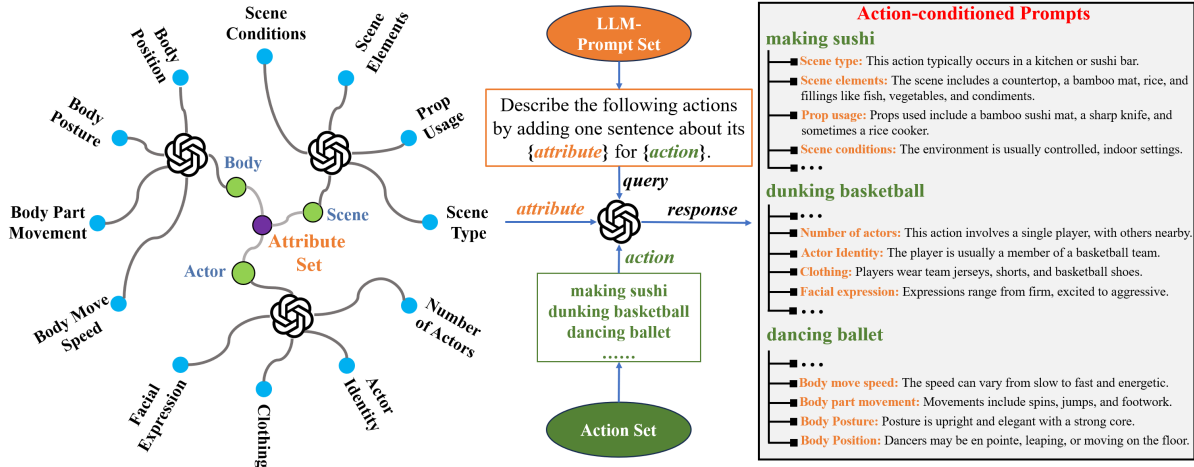 Body
Position
Scene
Conditions
Scene
Elements
Body
Posture
Prop
Usage
Body
Scene
Body Part
Movement
Scene
Type
Attribute
Set
Actor
Body Move
Speed
Number
of Actors
Facial
Expression
Clothing
Actor
Identity
LLM-
Prompt Set
Describe the following actions
by adding one sentence about its
{attribute} for {action}.
query
attribute
response
action
making sushi
dunking basketball
dancing ballet
……
Action Set
Action-conditioned Prompts
making sushi
Scene type: This action typically occurs in a kitchen or sushi bar.
Scene elements: The scene includes a countertop, a bamboo mat, rice, and
fillings like fish, vegetables, and condiments.
Prop usage: Props used include a bamboo sushi mat, a sharp knife, and
sometimes a rice cooker.
Scene conditions: The environment is usually controlled, indoor settings.
• • •
dunking basketball
• • •
Number of actors: This action involves a single player, with others nearby.
Actor Identity: The player is usually a member of a basketball team.
Clothing: Players wear team jerseys, shorts, and basketball shoes.
Facial expression: Expressions range from firm, excited to aggressive.
• • •
dancing ballet
• • •
Body move speed: The speed can vary from slow to fast and energetic.
Body part movement: Movements include spins, jumps, and footwork.
Body Posture: Posture is upright and elegant with a strong core.
Body Position: Dancers may be en pointe, leaping, or moving on the floor.